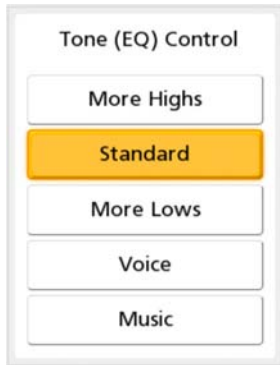 Tone (EQ) Control
More Highs
Standard
More Lows
Voice
Music